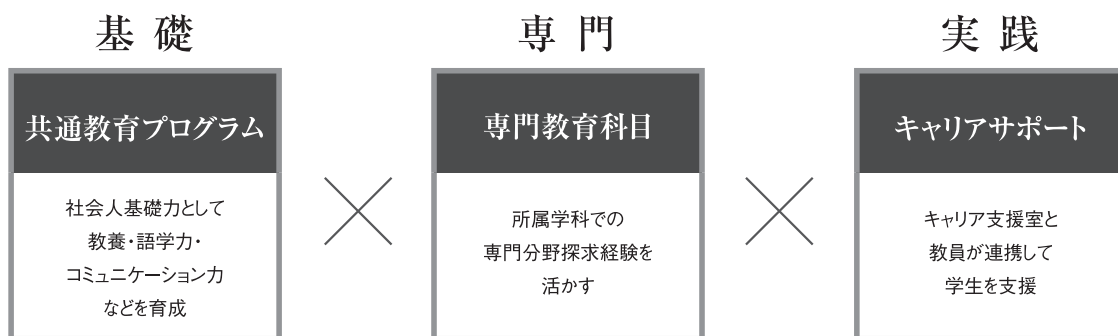 基礎
共通教育プログラム
社会人基礎力として
教養・語学力・
コミュニケーション力
などを育成
×
専門
専門教育科目
所属学科での
専門分野探求経験を
活かす
×
実践
キャリアサポート
キャリア支援室と
教員が連携して
学生を支援